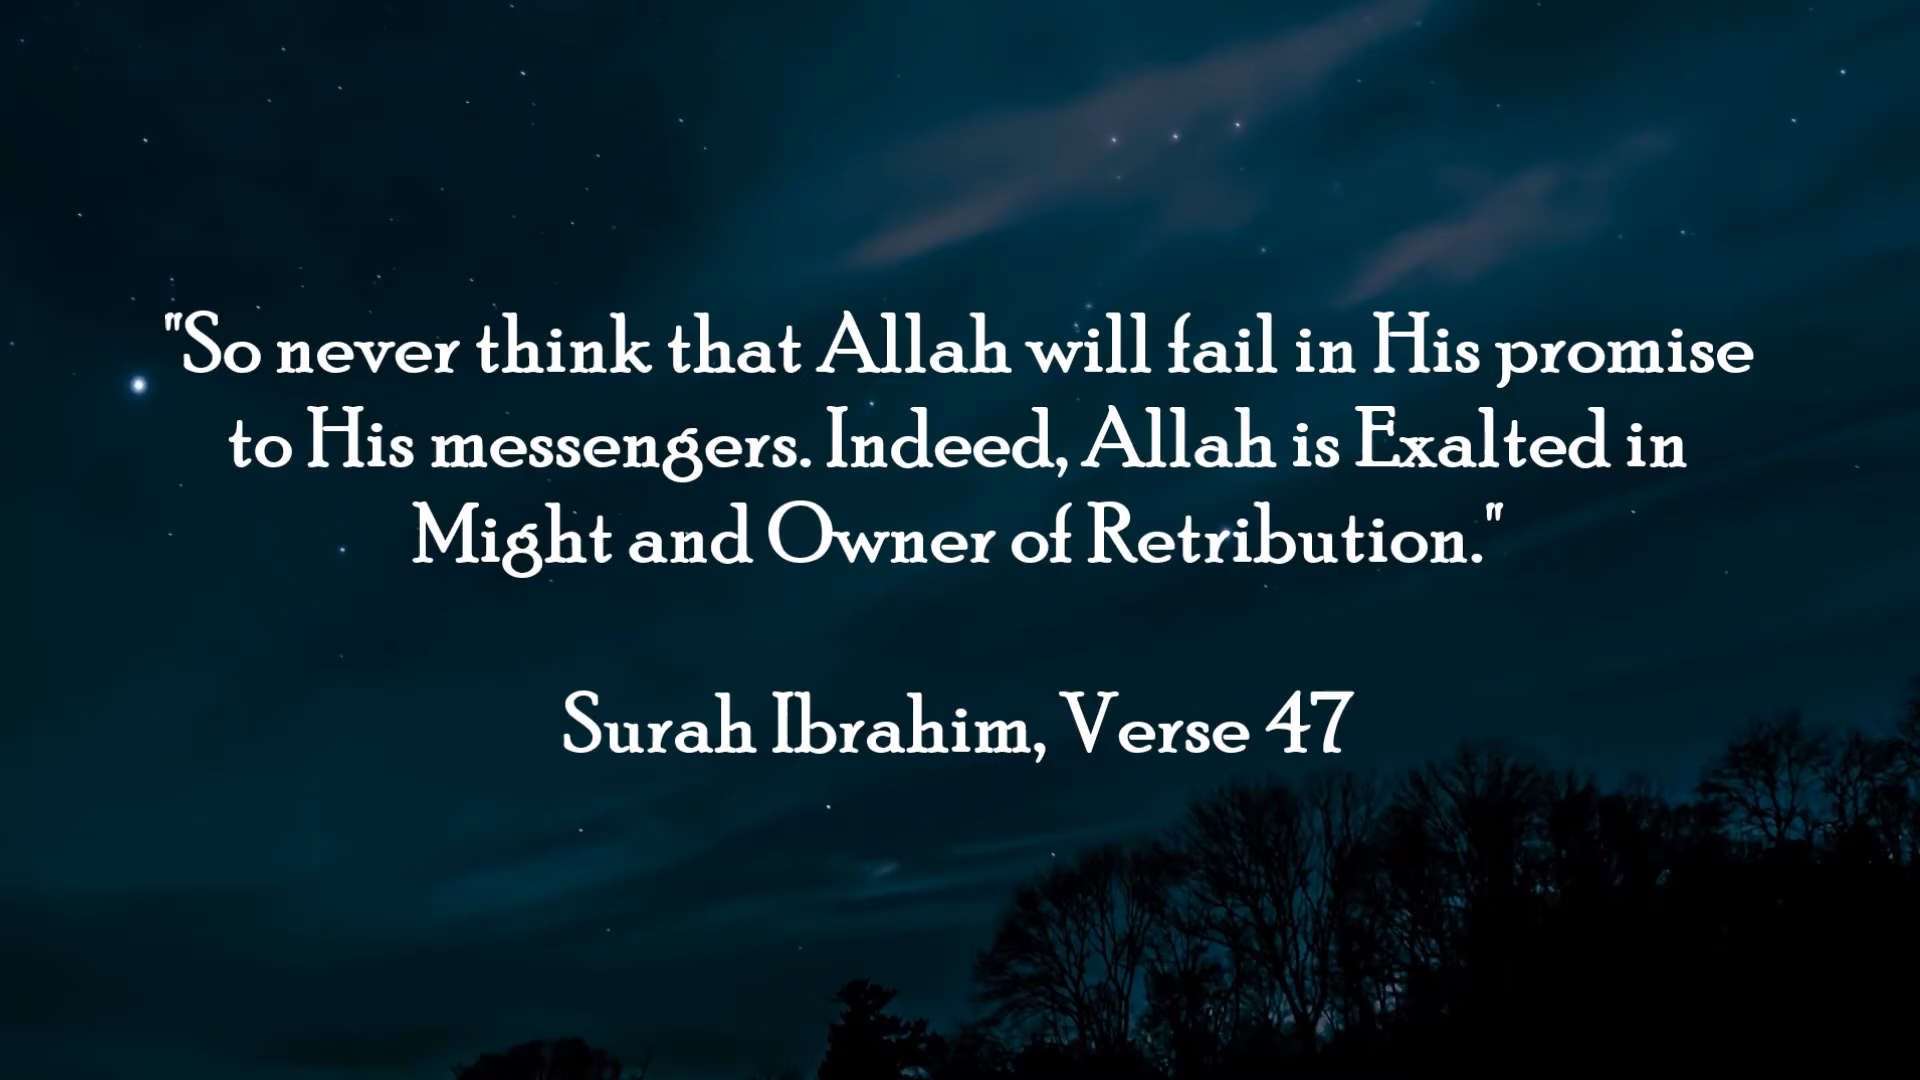 "So never think that Allah will fail in His promise
to His messengers. Indeed, Allah is Exalted in
Might and Owner of Retribution."
Surah Ibrahim, Verse 47